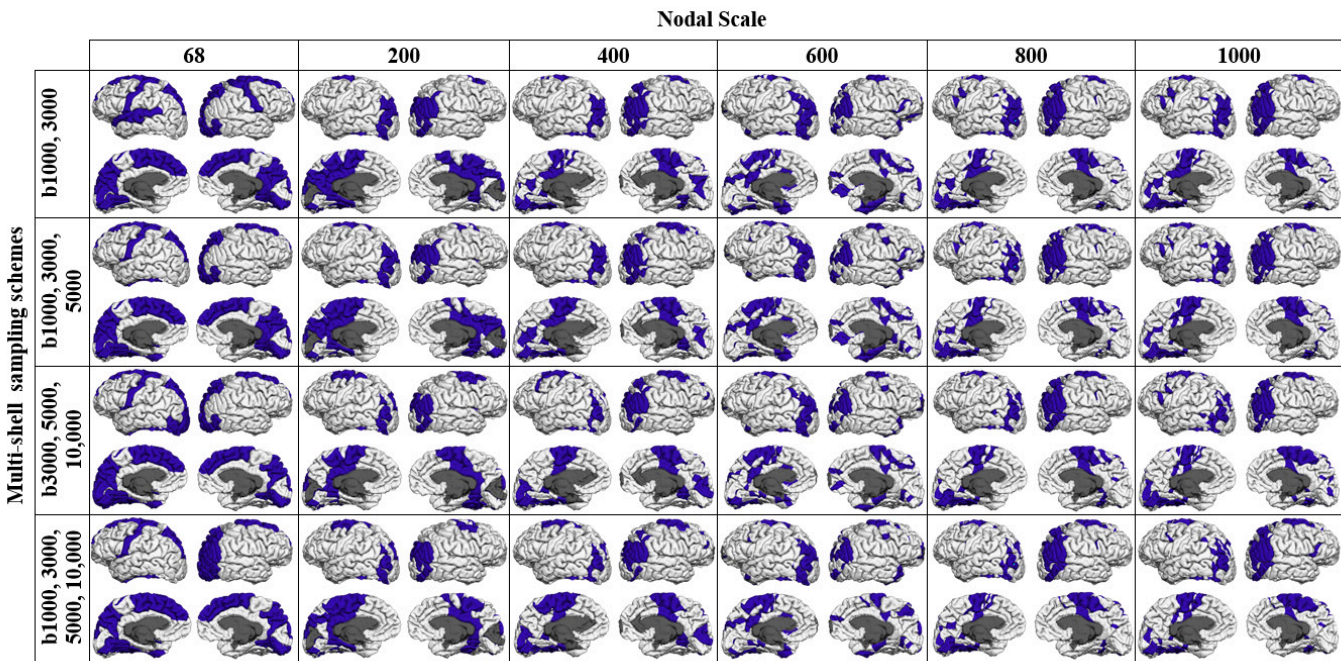 Nodal Scale
68 200 400 600 800 1000
Multi-shell sampling schemes
b1000, 3000
b1000, 3000,
5000
b3000, 5000,
10,000
b1000, 3000,
5000, 10,000